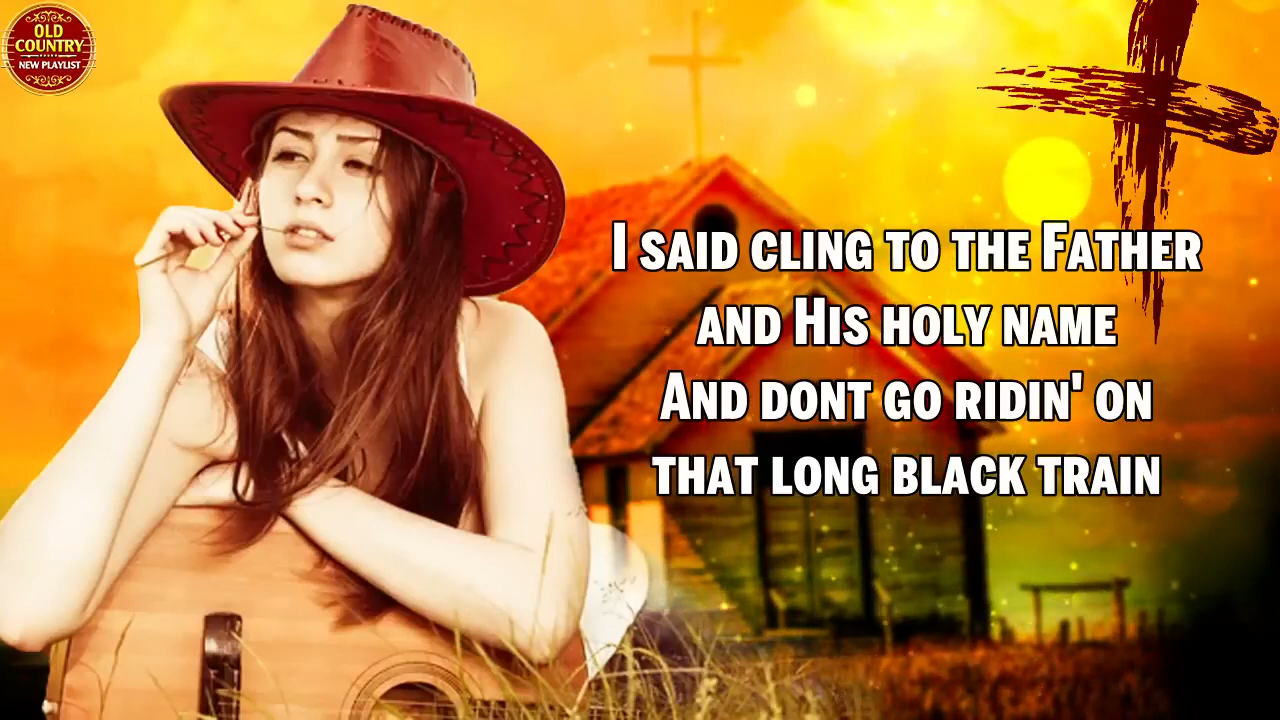 OLD
COUNTRY
NEW PLAYLIST
I SAID CLING TO THE FATHER
AND HIS HOLY NAME
AND DONT GO RIDIN' ON
THAT LONG BLACK TRAIN